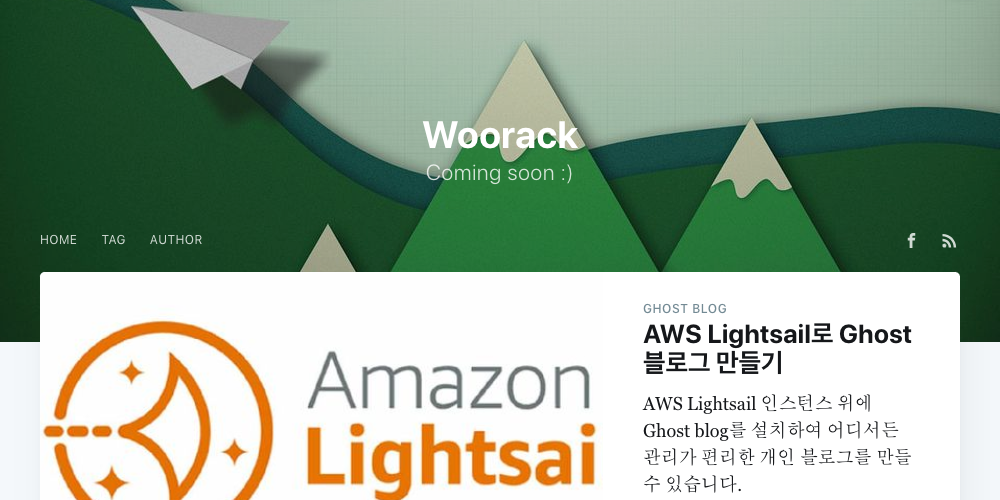 Woorack
Coming soon :)
HOME TAG AUTHOR
Amazon
Lightsai
GHOST BLOG
AWS Lightsail로 Ghost
블로그 만들기
AWS Lightsail 인스턴스 위에
Ghost blog를 설치하여 어디서든
관리가 편리한 개인 블로그를 만들
수 있습니다.